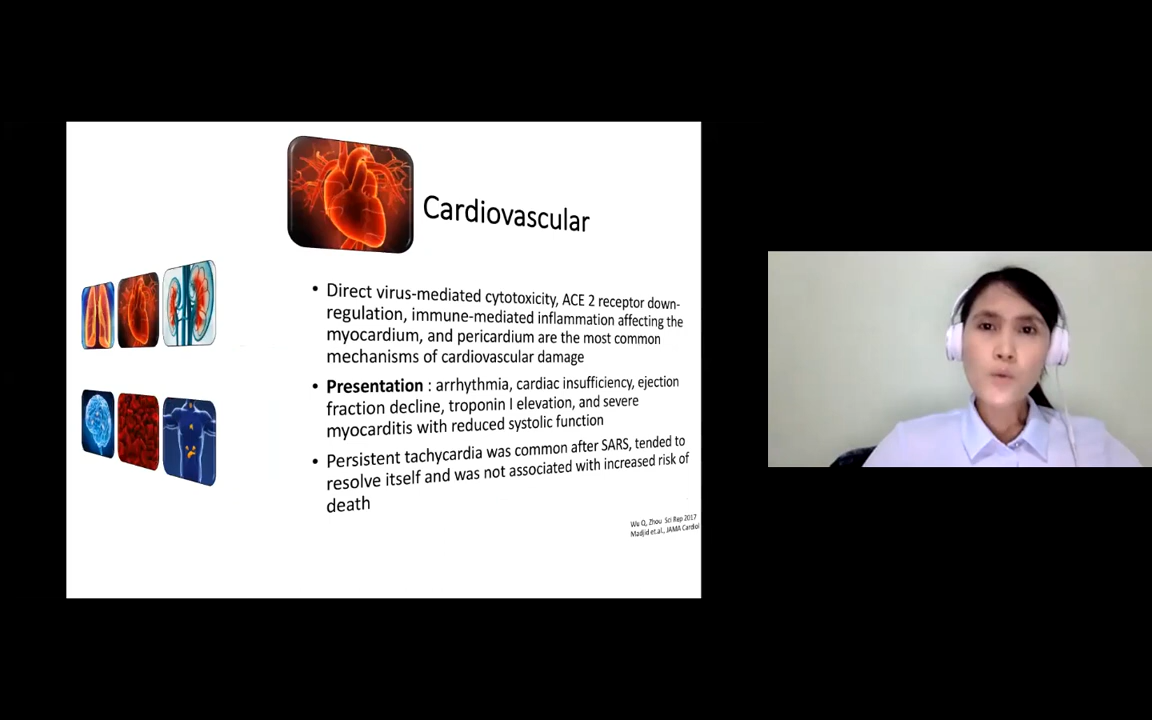 Cardiovascular
• Direct virus-mediated cytotoxicity, ACE 2 receptor down-
regulation, immune-mediated inflammation affecting the
myocardium, and pericardium are the most common
mechanisms of cardiovascular damage
• Presentation : arrhythmia, cardiac insufficiency, ejection
fraction decline, troponin I elevation, and severe
myocarditis with reduced systolic function
• Persistent tachycardia was common after SARS, tended to
resolve itself and was not associated with increased risk of
death
Wu Q, Zhou Sci Rep 2017
Madjid et.al., JAMA Cardiol